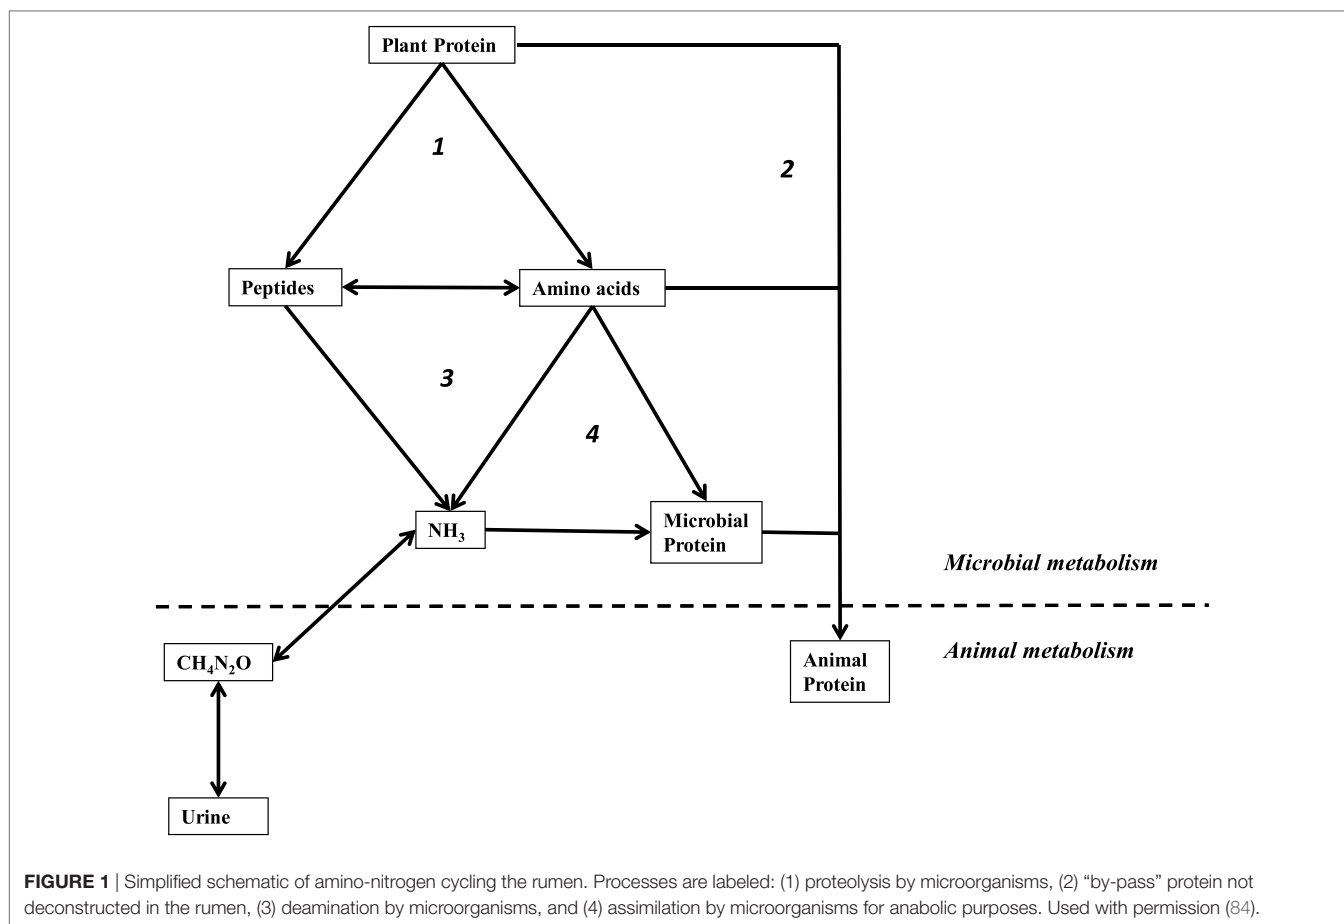 Plant Protein
1
2
Peptides
Amino acids
3
4
NH₃
Microbial
Protein
Microbial metabolism
CH₄N₂O
Animal
Protein
Animal metabolism
Urine
FIGURE 1 | Simplified schematic of amino-nitrogen cycling the rumen. Processes are labeled: (1) proteolysis by microorganisms, (2) “by-pass” protein not
deconstructed in the rumen, (3) deamination by microorganisms, and (4) assimilation by microorganisms for anabolic purposes. Used with permission (84).